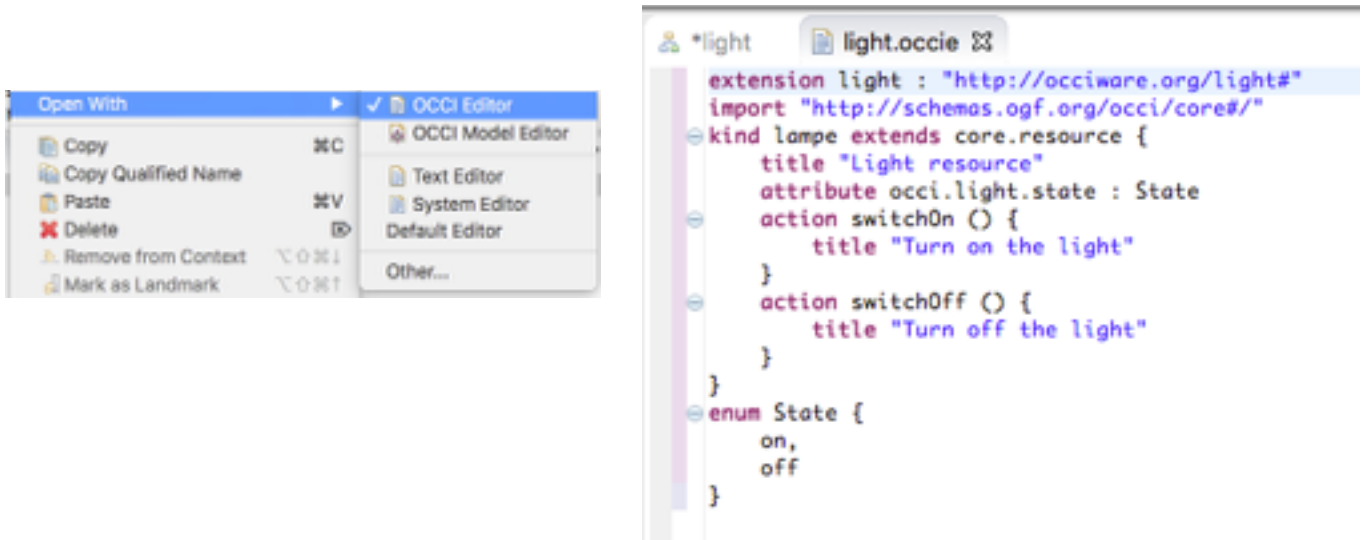 Open With
Copy ⌘C
Copy Qualified Name
Paste ⌘V
Delete ⌦
Remove from Context ⌥⇧⌘↓
Mark as Landmark ⌥⇧⌘↑
✓ OCCI Editor
OCCI Model Editor
Text Editor
System Editor
Default Editor
Other...
*light light.occie
extension light : "http://occiware.org/light#"
import "http://schemas.ogf.org/occi/core#/"
kind lampe extends core.resource {
title "Light resource"
attribute occi.light.state : State
action switchOn () {
title "Turn on the light"
}
action switchOff () {
title "Turn off the light"
}
}
enum State {
on,
off
}